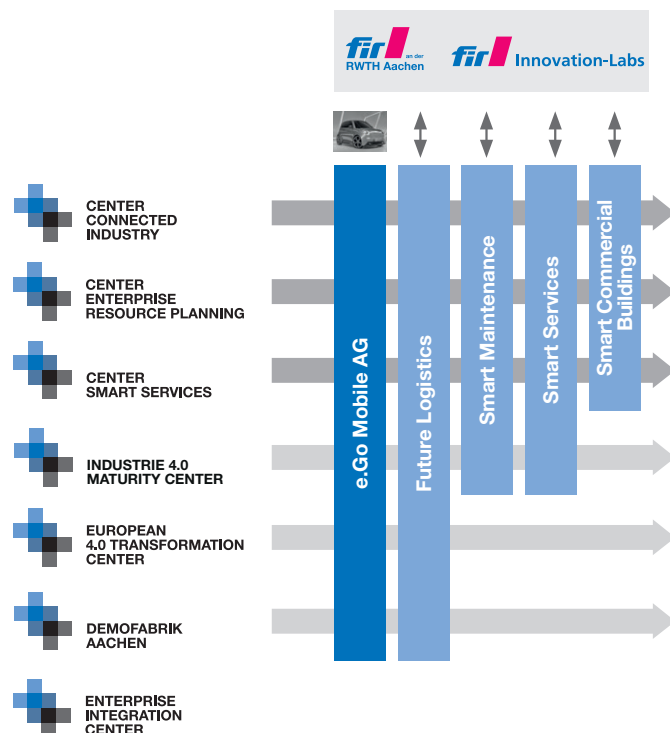 fir an der
RWTH Aachen
fir Innovation-Labs
CENTER
CONNECTED
INDUSTRY
CENTER
ENTERPRISE
RESOURCE PLANNING
CENTER
SMART SERVICES
INDUSTRIE 4.0
MATURITY CENTER
EUROPEAN
4.0 TRANSFORMATION
CENTER
DEMOFABRIK
AACHEN
ENTERPRISE
INTEGRATION
CENTER
e.Go Mobile AG
Future Logistics
Smart Maintenance
Smart Services
Smart Commercial
Buildings